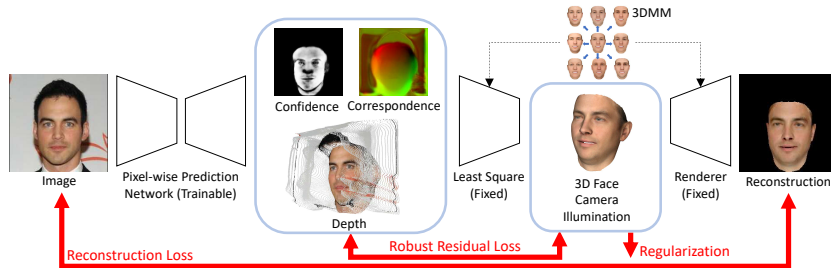 3DMM
Confidence
Correspondence
Image
Pixel-wise Prediction
Network (Trainable)
Depth
Least Square
(Fixed)
3D Face
Camera
Illumination
Renderer
(Fixed)
Reconstruction
Reconstruction Loss
Robust Residual Loss
Regularization